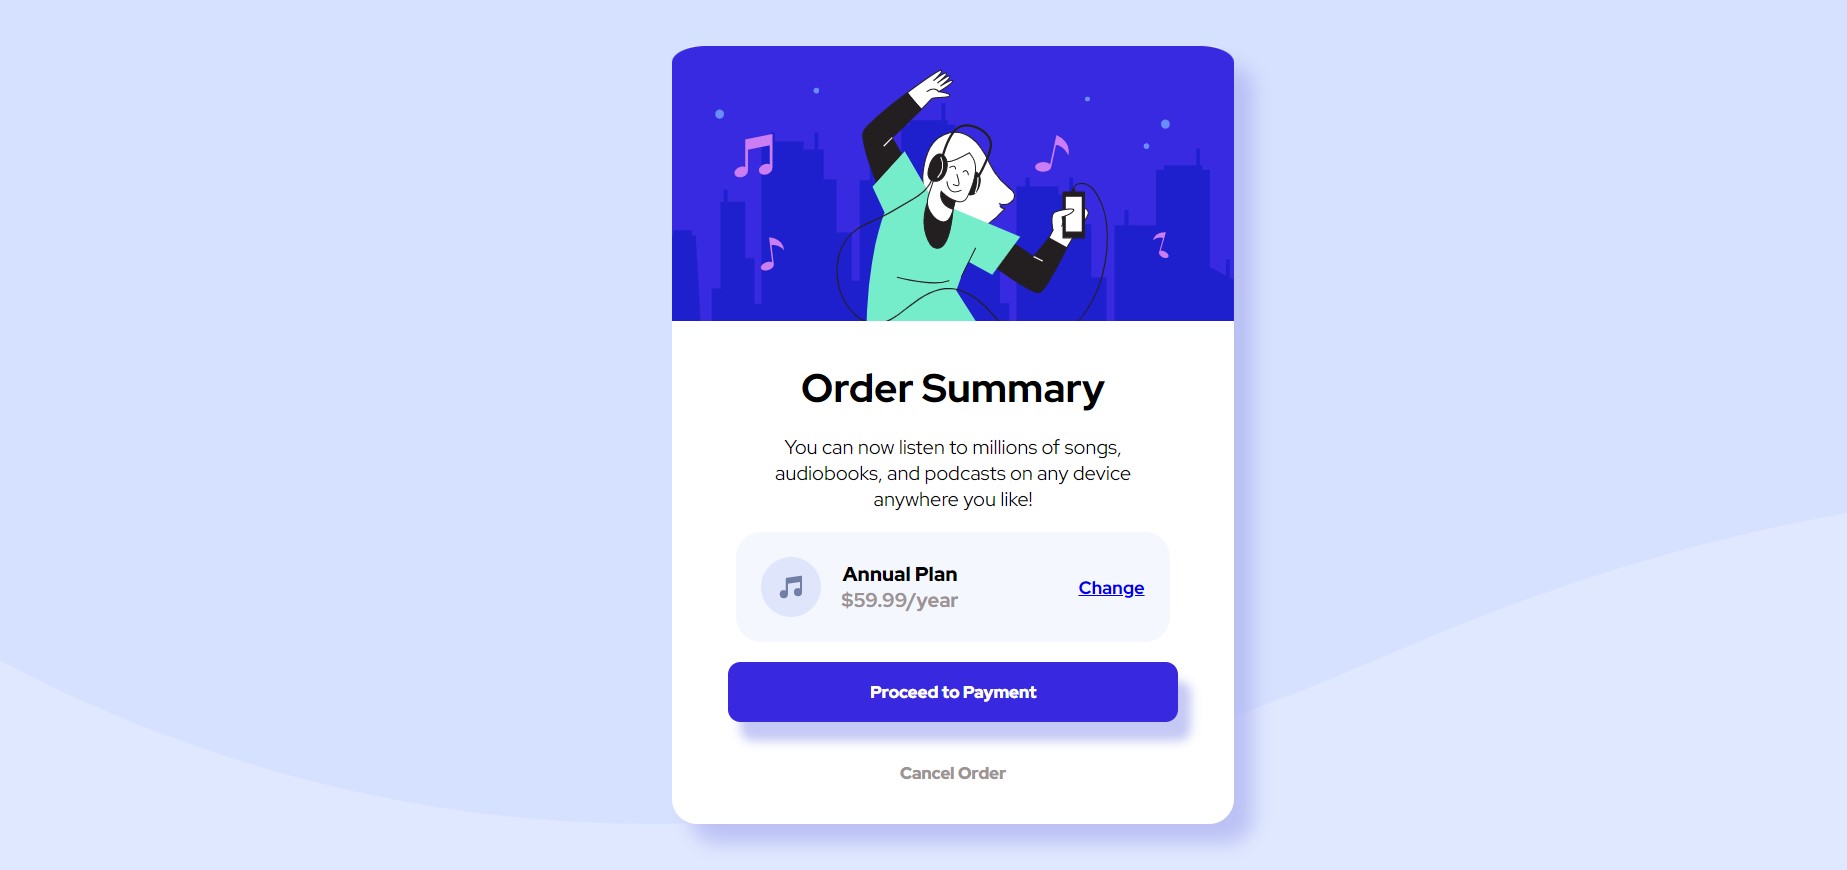 Order Summary
You can now listen to millions of songs,
audiobooks, and podcasts on any device
anywhere you like!
Annual Plan
$59.99/year
Change
Proceed to Payment
Cancel Order